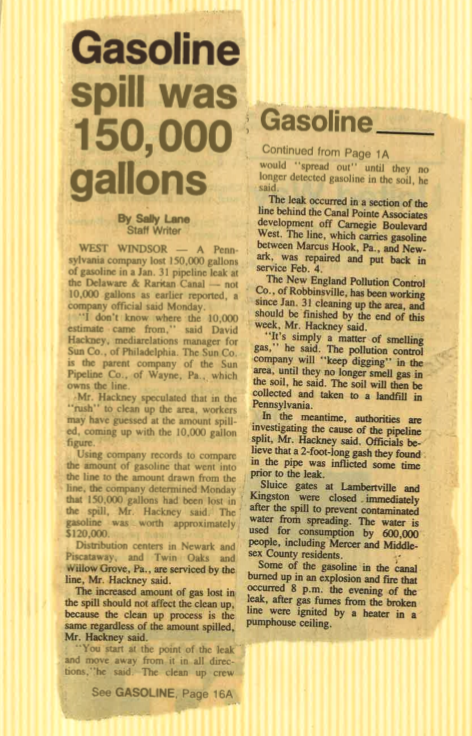 Gasoline
spill was
150,000
gallons
By Sally Lane
Staff Writer
WEST WINDSOR — A Penn-
sylvania company lost 150,000 gallons
of gasoline in a Jan. 31 pipeline leak at
the Delaware & Raritan Canal — not
10,000 gallons as earlier reported, a
company official said Monday.
"I don't know where the 10,000
estimate came from," said David
Hackney, mediarelations manager for
Sun Co., of Philadelphia. The Sun Co.
is the parent company of the Sun
Pipeline Co., of Wayne, Pa., which
owns the line.
Mr. Hackney speculated that in the
"rush" to clean up the area, workers
may have guessed at the amount spill-
ed, coming up with the 10,000 gallon
figure.
Using company records to compare
the amount of gasoline that went into
the line to the amount drawn from the
line, the company determined Monday
that 150,000 gallons had been lost in
the spill, Mr. Hackney said. The
gasoline was worth approximately
$120,000.
Distribution centers in Newark and
Piscataway, and Twin Oaks and
Willow Grove, Pa., are serviced by the
line, Mr. Hackney said.
The increased amount of gas lost in
the spill should not affect the clean up,
because the clean up process is the
same regardless of the amount spilled,
Mr. Hackney said.
"You start at the point of the leak
and move away from it in all direc-
tions,"he said. The clean up crew
See GASOLINE, Page 16A
Gasoline
Continued from Page 1A
would "spread out" until they no
longer detected gasoline in the soil, he
said.
The leak occurred in a section of the
line behind the Canal Pointe Associates
development off Carnegie Boulevard
West. The line, which carries gasoline
between Marcus Hook, Pa., and New-
ark, was repaired and put back in
service Feb. 4.
The New England Pollution Control
Co., of Robbinsville, has been working
since Jan. 31 cleaning up the area, and
should be finished by the end of this
week, Mr. Hackney said.
"It's simply a matter of smelling
gas," he said. The pollution control
company will "keep digging" in the
area, until they no longer smell gas in
the soil, he said. The soil will then be
collected and taken to a landfill in
Pennsylvania.
In the meantime, authorities are
investigating the cause of the pipeline
split, Mr. Hackney said. Officials be-
lieve that a 2-foot-long gash they found
in the pipe was inflicted some time
prior to the leak.
Sluice gates at Lambertville and
Kingston were closed immediately
after the spill to prevent contaminated
water from spreading. The water is
used for consumption by 600,000
people, including Mercer and Middle-
sex County residents.
Some of the gasoline in the canal
burned up in an explosion and fire that
occurred 8 p.m. the evening of the
leak, after gas fumes from the broken
line were ignited by a heater in a
pumphouse ceiling.